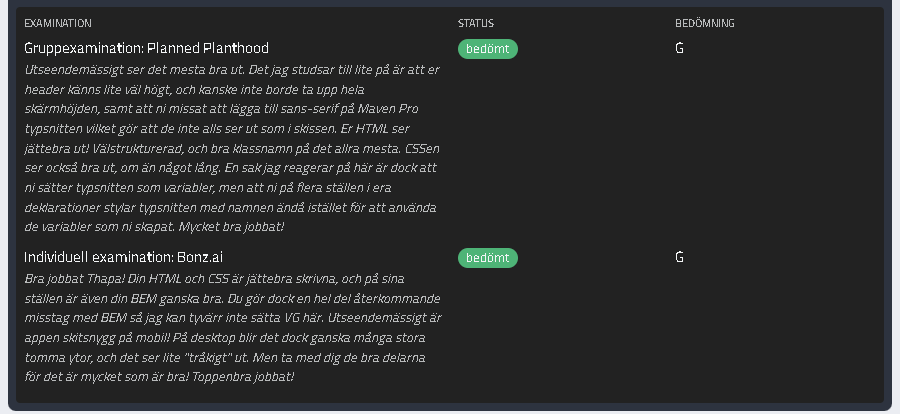 EXAMINATION STATUS BEDÖMNING
Gruppexamination: Planned Planthood bedömt G
Utseendemässigt ser det mesta bra ut. Det jag studsar till lite på är att er
header känns lite väl högt, och kanske inte borde ta upp hela
skärmhöjden, samt att ni missat att lägga till sans-serif på Maven Pro
typsnitten vilket gör att de inte alls ser ut som i skissen. Er HTML ser
jättebra ut! Välstrukturerad, och bra klassnamn på det allra mesta. CSSen
ser också bra ut, om än något lång. En sak jag reagerar på här är dock att
ni sätter typsnitten som variabler, men att ni på flera ställen i era
deklarationer stylar typsnitten med namnen ändå istället för att använda
de variabler som ni skapat. Mycket bra jobbat!
Individuell examination: Bonz.ai bedömt G
Bra jobbat Thapa! Din HTML och CSS är jättebra skrivna, och på sina
ställen är även din BEM ganska bra. Du gör dock en hel del återkommande
misstag med BEM så jag kan tyvärr inte sätta VG här. Utseendemässigt är
appen skitsnygg på mobil! På desktop blir det dock ganska många stora
tomma ytor, och det ser lite "tråkigt" ut. Men ta med dig de bra delarna
för det är mycket som är bra! Toppenbra jobbat!